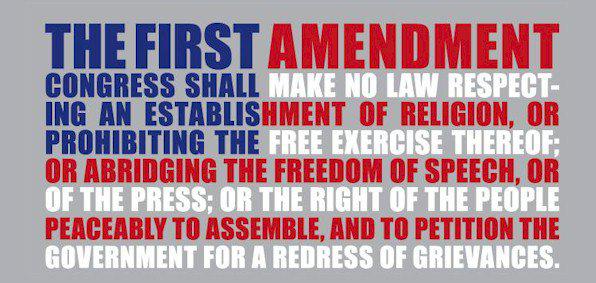 THE FIRST AMENDMENT
CONGRESS SHALL MAKE NO LAW RESPECT-
ING AN ESTABLISHMENT OF RELIGION, OR
PROHIBITING THE FREE EXERCISE THEREOF;
OR ABRIDGING THE FREEDOM OF SPEECH, OR
OF THE PRESS; OR THE RIGHT OF THE PEOPLE
PEACEABLY TO ASSEMBLE, AND TO PETITION THE
GOVERNMENT FOR A REDRESS OF GRIEVANCES.